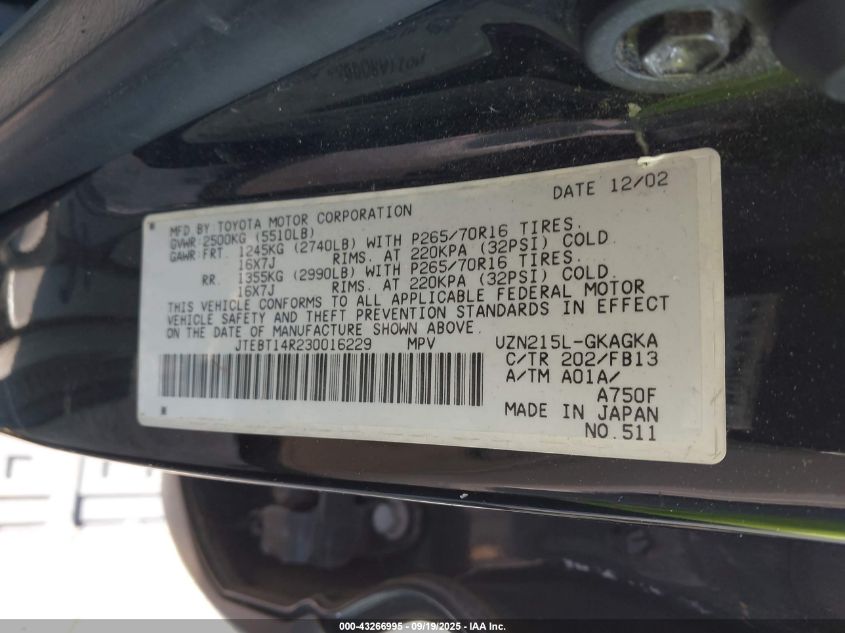 DATE 12/02
MFD BY: TOYOTA MOTOR CORPORATION
GVWR: 2500KG (5510LB)
GAWR: FRT. 1245KG (2740LB) WITH P265/70R16 TIRES.
16X7J RIMS. AT 220KPA (32PSI) COLD.
RR. 1355KG (2990LB) WITH P265/70R16 TIRES.
16X7J RIMS. AT 220KPA (32PSI) COLD.
THIS VEHICLE CONFORMS TO ALL APPLICABLE FEDERAL MOTOR
VEHICLE SAFETY AND THEFT PREVENTION STANDARDS IN EFFECT
ON THE DATE OF MANUFACTURE SHOWN ABOVE.
JTEBT14R230016229 MPV UZN215L-GKAGKA
C/TR 202/FB13
A/TM A01A/
A750F
MADE IN JAPAN
NO.511
000-43266995 - 09/19/2025 - IAA Inc.